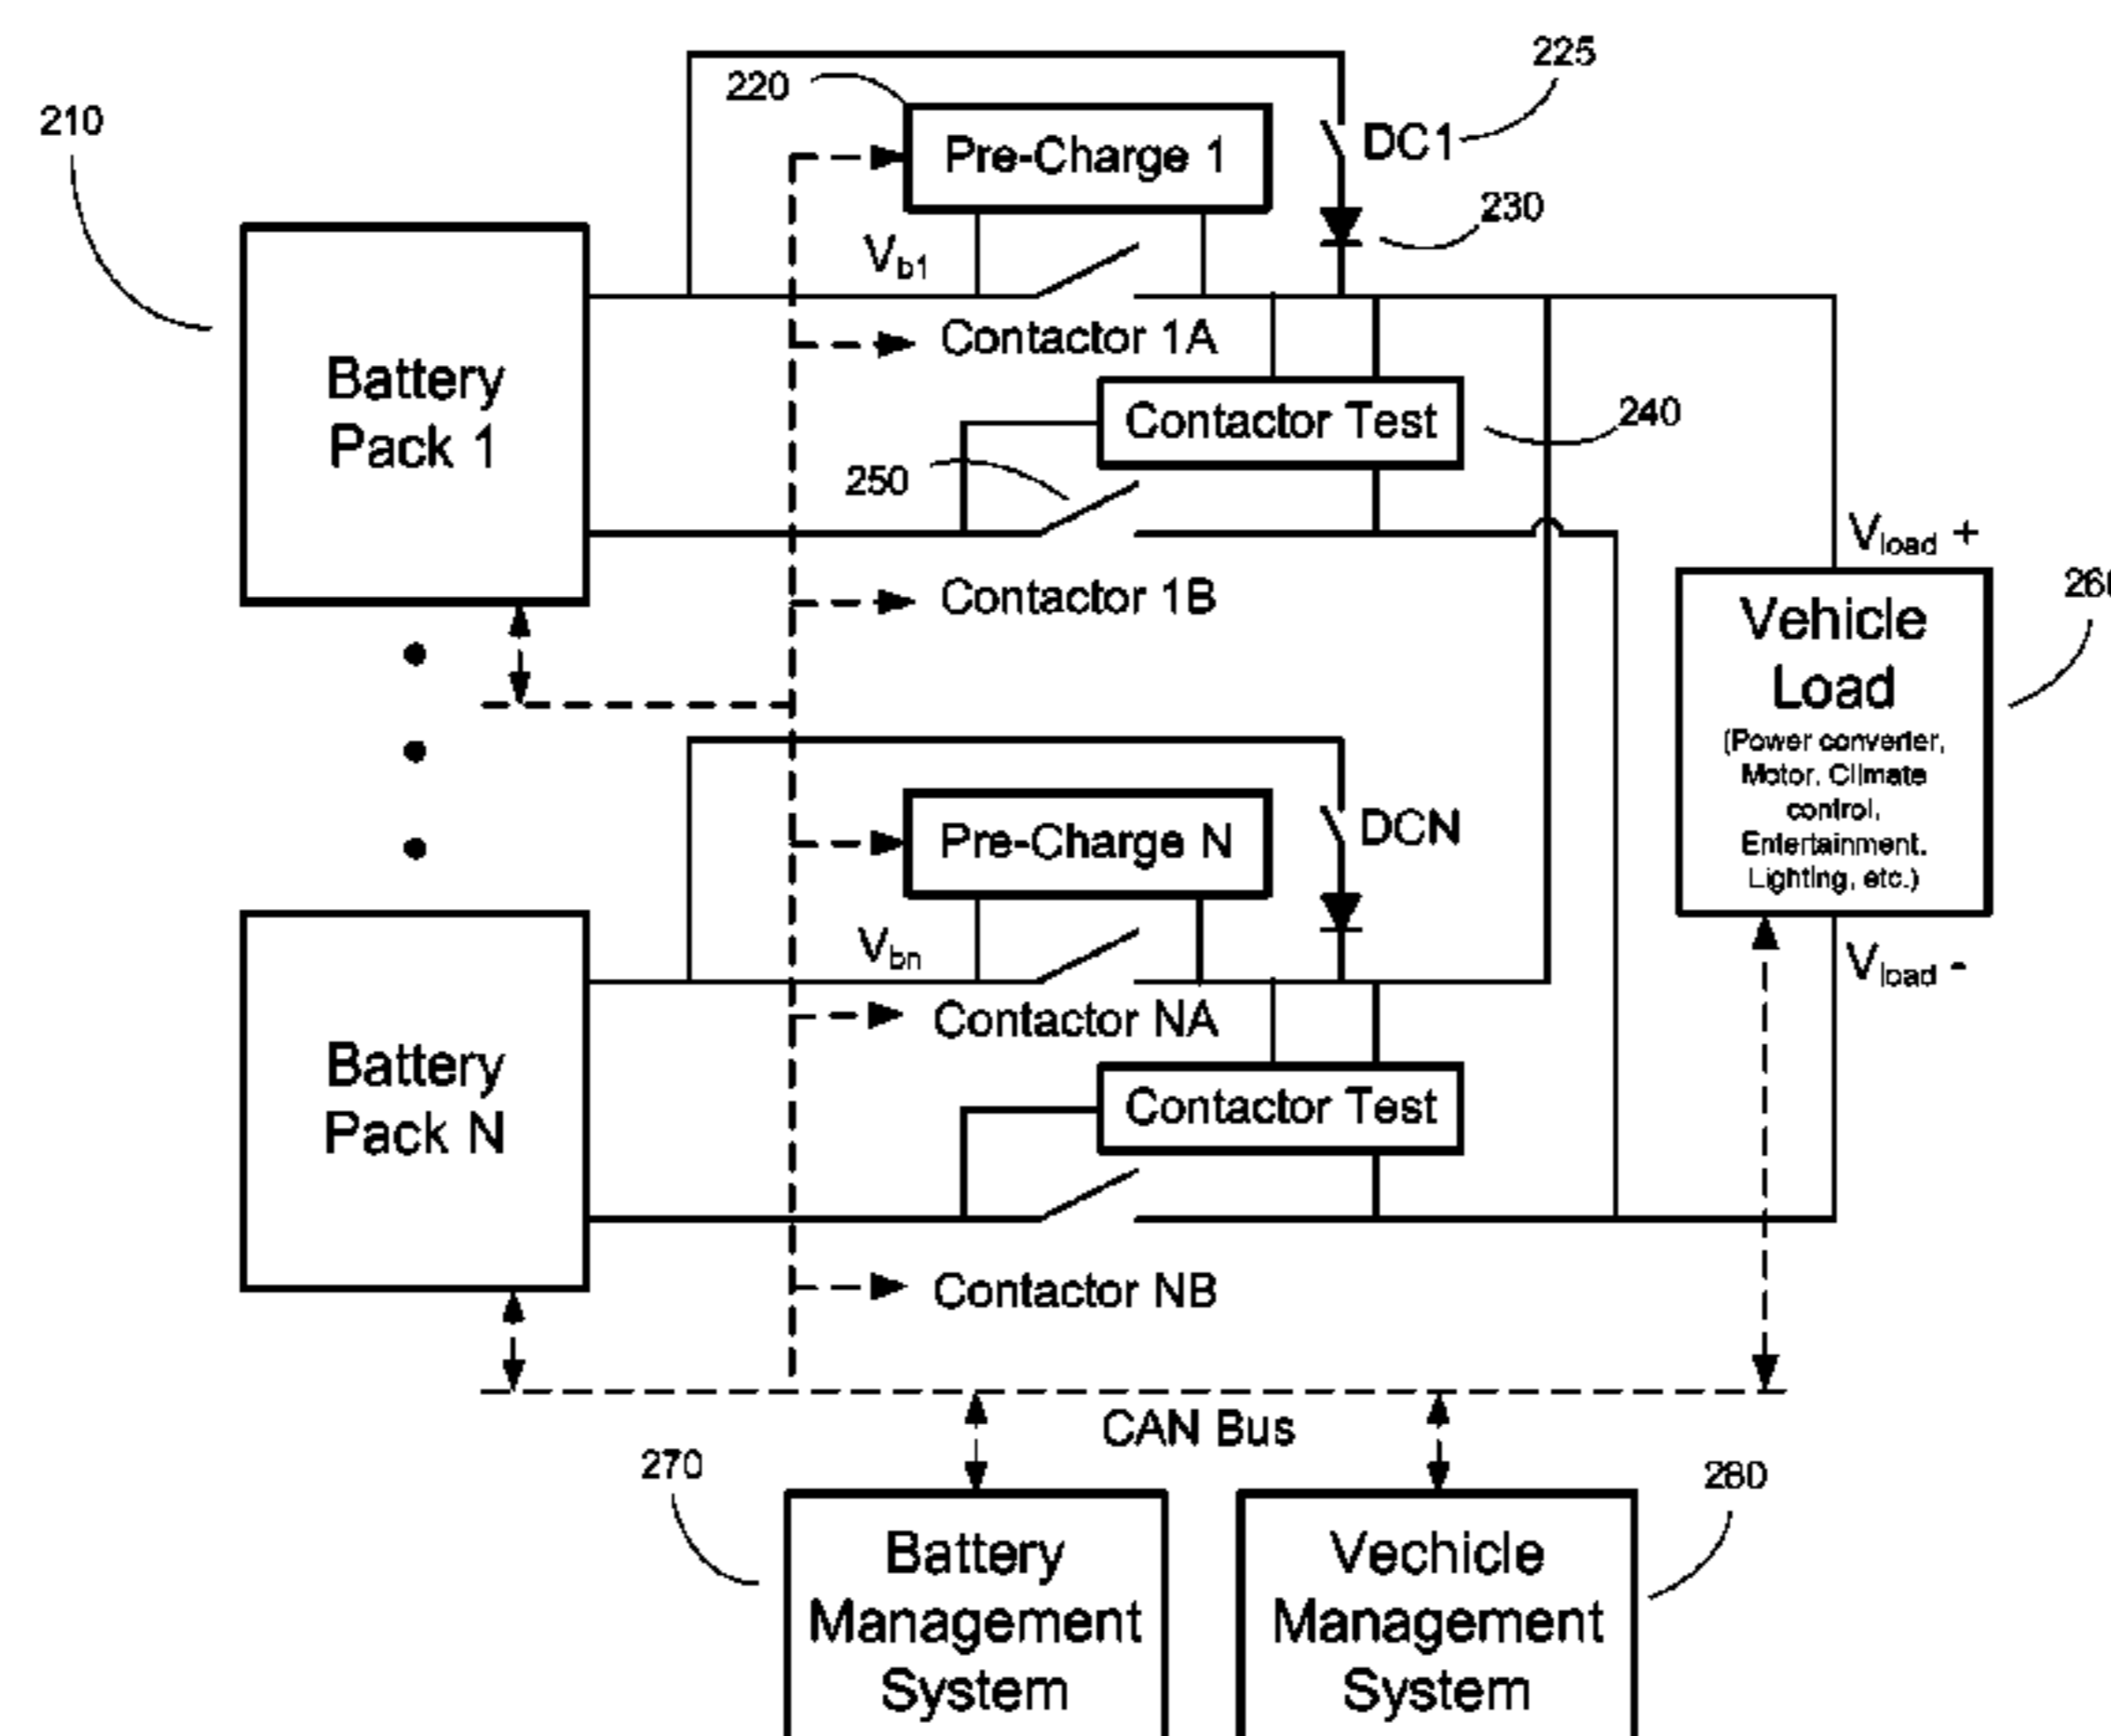 225
220
210
Pre-Charge 1
DC1
230
Vb1
Contactor 1A
Battery
Pack 1
Contactor Test
240
250
Vload +
Contactor 1B
260
Vehicle
Load
(Power converter,
Motor, Climate
control,
Entertainment,
Lighting, etc.)
Pre-Charge N
DCN
Vbn
Vload -
Contactor NA
Battery
Pack N
Contactor Test
Contactor NB
CAN Bus
270
280
Battery
Management
System
Vechicle
Management
System